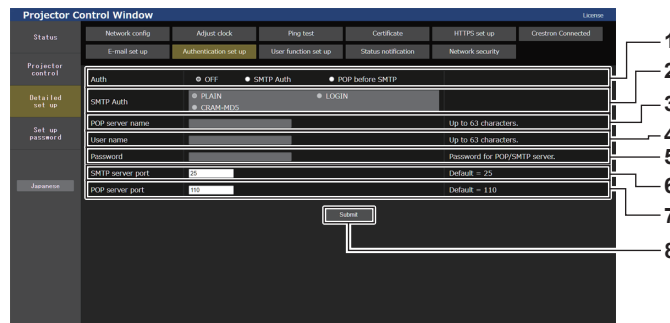 Projector Control Window
License
Status
Network config
Adjust clock
Ping test
Certificate
HTTPS set up
Crestron Connected
E-mail set up
Authentication set up
User function set up
Status notification
Network security
Projector
control
Detailed
set up
Set up
password
Japanese
Auth
OFF
SMTP Auth
POP before SMTP
1
SMTP Auth
PLAIN
LOGIN
CRAM-MD5
2
POP server name
Up to 63 characters.
3
User name
Up to 63 characters.
4
Password
Password for POP/SMTP server.
5
SMTP server port
25
Default = 25
6
POP server port
110
Default = 110
7
Submit
8